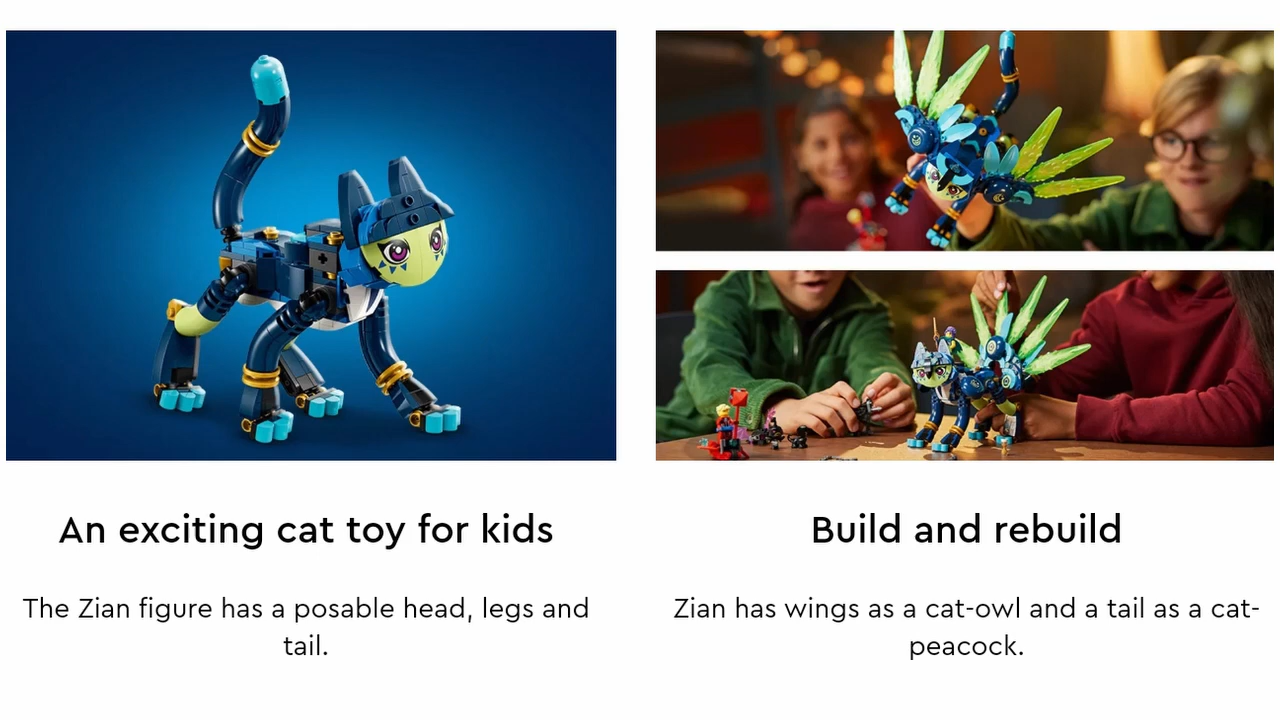 An exciting cat toy for kids
The Zian figure has a posable head, legs and
tail.
Build and rebuild
Zian has wings as a cat-owl and a tail as a cat-
peacock.